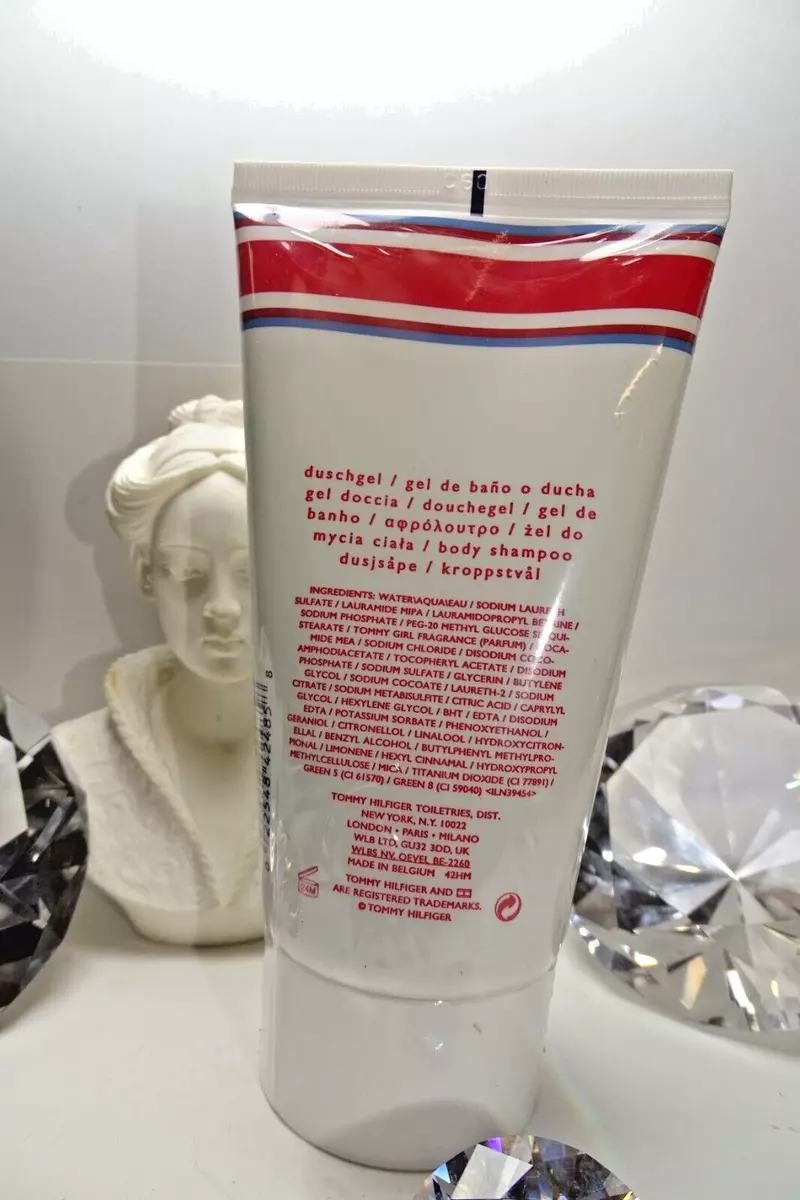 duschgel / gel de baño o ducha
gel doccia / douchegel / gel de
banho / αφρόλουτρο / żel do
mycia ciała / body shampoo
dusjsåpe / kroppstvål
INGREDIENTS: WATER\AQUA\EAU / SODIUM LAURETH
SULFATE / LAURAMIDE MIPA / LAURAMIDOPROPYL BETAINE /
SODIUM PHOSPHATE / PEG-20 METHYL GLUCOSE SESQUI-
STEARATE / TOMMY GIRL FRAGRANCE (PARFUM) / COCA-
MIDE MEA / SODIUM CHLORIDE / DISODIUM COCO-
AMPHODIACETATE / TOCOPHERYL ACETATE / DISODIUM
PHOSPHATE / SODIUM SULFATE / GLYCERIN / BUTYLENE
GLYCOL / SODIUM COCOATE / LAURETH-2 / SODIUM
CITRATE / SODIUM METABISULFITE / CITRIC ACID / CAPRYLYL
GLYCOL / HEXYLENE GLYCOL / BHT / EDTA / DISODIUM
EDTA / POTASSIUM SORBATE / PHENOXYETHANOL /
GERANIOL / CITRONELLOL / LINALOOL / HYDROXYCITRON-
ELLAL / BENZYL ALCOHOL / BUTYLPHENYL METHYLPRO-
PIONAL / LIMONENE / HEXYL CINNAMAL / HYDROXYPROPYL
METHYLCELLULOSE / MICA / TITANIUM DIOXIDE (CI 77891) /
GREEN 5 (CI 61570) / GREEN 8 (CI 59040) <ILN39454>
TOMMY HILFIGER TOILETRIES, DIST.
NEW YORK, N.Y. 10022
LONDON • PARIS • MILANO
WLB LTD, GU32 3DD, UK
WLBS NV, OEVEL BE-2260
MADE IN BELGIUM 42HM
24M
TOMMY HILFIGER AND
ARE REGISTERED TRADEMARKS.
© TOMMY HILFIGER